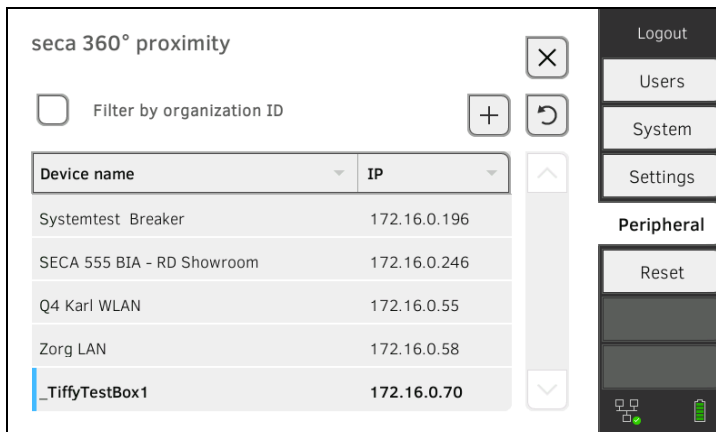 seca 360° proximity
Filter by organization ID
Device name IP
Systemtest Breaker 172.16.0.196
SECA 555 BIA - RD Showroom 172.16.0.246
Q4 Karl WLAN 172.16.0.55
Zorg LAN 172.16.0.58
_TiffyTestBox1 172.16.0.70
Logout
Users
System
Settings
Peripheral
Reset